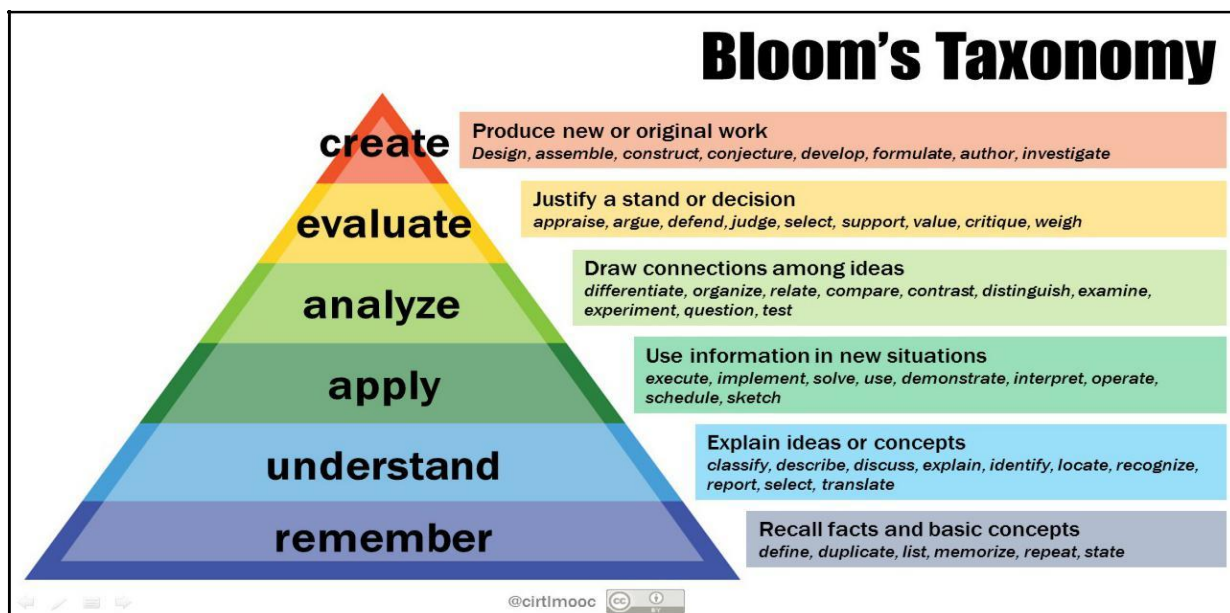 Bloom's Taxonomy
create
Produce new or original work
Design, assemble, construct, conjecture, develop, formulate, author, investigate
evaluate
Justify a stand or decision
appraise, argue, defend, judge, select, support, value, critique, weigh
analyze
Draw connections among ideas
differentiate, organize, relate, compare, contrast, distinguish, examine,
experiment, question, test
apply
Use information in new situations
execute, implement, solve, use, demonstrate, interpret, operate,
schedule, sketch
understand
Explain ideas or concepts
classify, describe, discuss, explain, identify, locate, recognize,
report, select, translate
remember
Recall facts and basic concepts
define, duplicate, list, memorize, repeat, state
@cirtlmooc
cc
BY